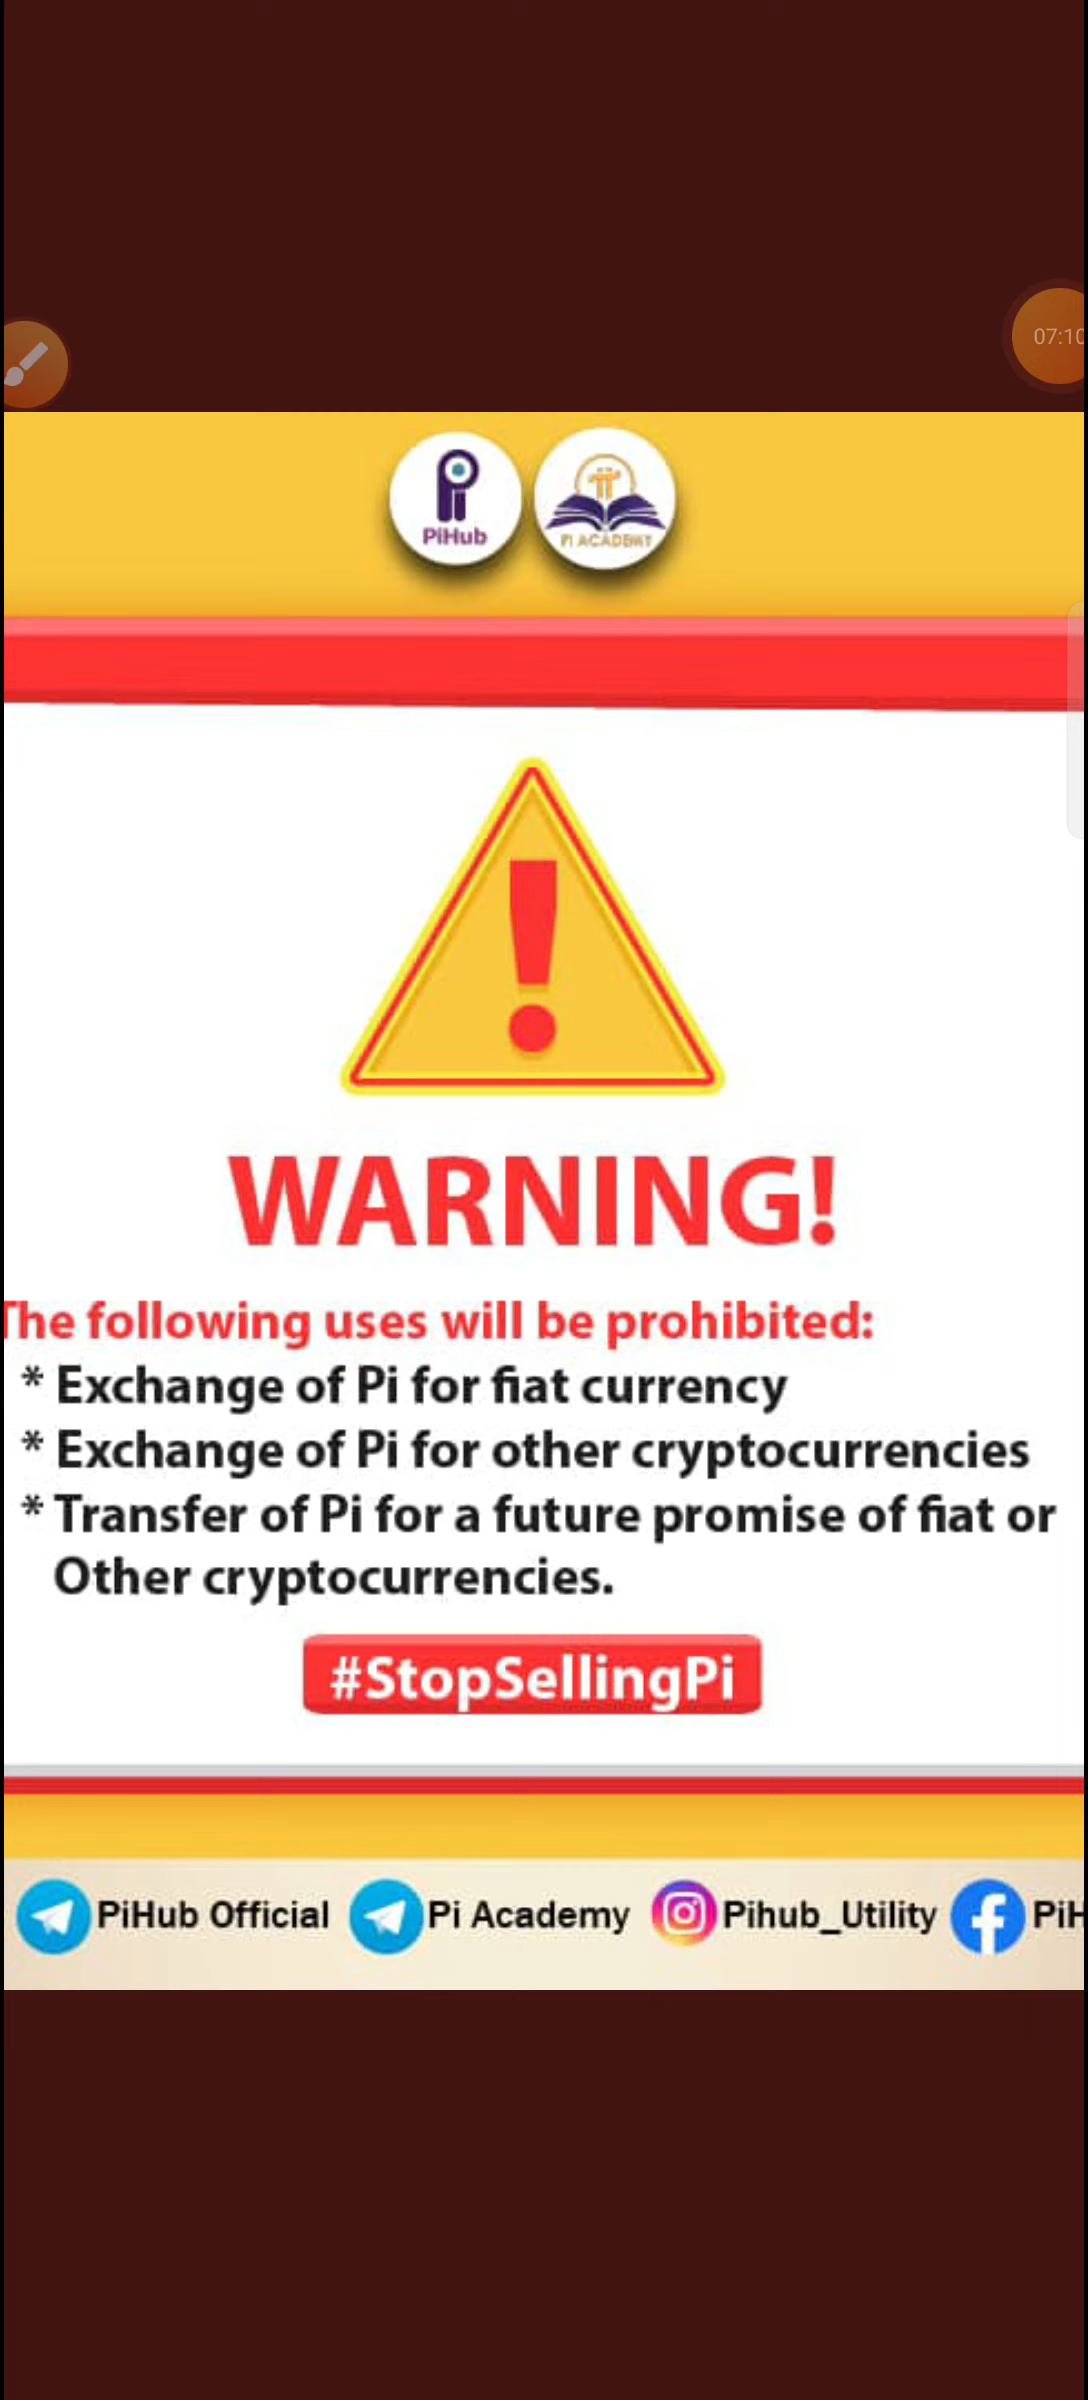 07:10
PiHub
PI ACADEMY
WARNING!
The following uses will be prohibited:
* Exchange of Pi for fiat currency
* Exchange of Pi for other cryptocurrencies
* Transfer of Pi for a future promise of fiat or
Other cryptocurrencies.
#StopSellingPi
PiHub Official Pi Academy Pihub_Utility PiH